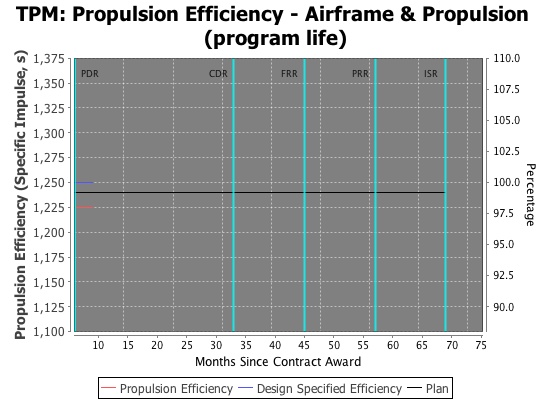 TPM: Propulsion Efficiency - Airframe & Propulsion
(program life)
Propulsion Efficiency (Specific Impulse, s)
1,375
1,350
1,325
1,300
1,275
1,250
1,225
1,200
1,175
1,150
1,125
1,100
PDR
CDR
FRR
PRR
ISR
110.0
107.5
105.0
102.5
100.0
97.5
95.0
92.5
90.0
Percentage
10 15 20 25 30 35 40 45 50 55 60 65 70 75
Months Since Contract Award
Propulsion Efficiency Design Specified Efficiency Plan